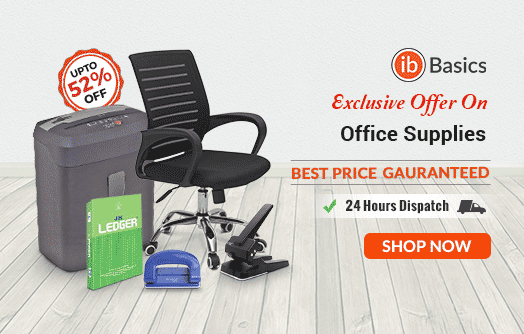 UPTO
52%
OFF
ib Basics
Exclusive Offer On
Office Supplies
BEST PRICE GAURANTEED
24 Hours Dispatch
SHOP NOW
LEDGER